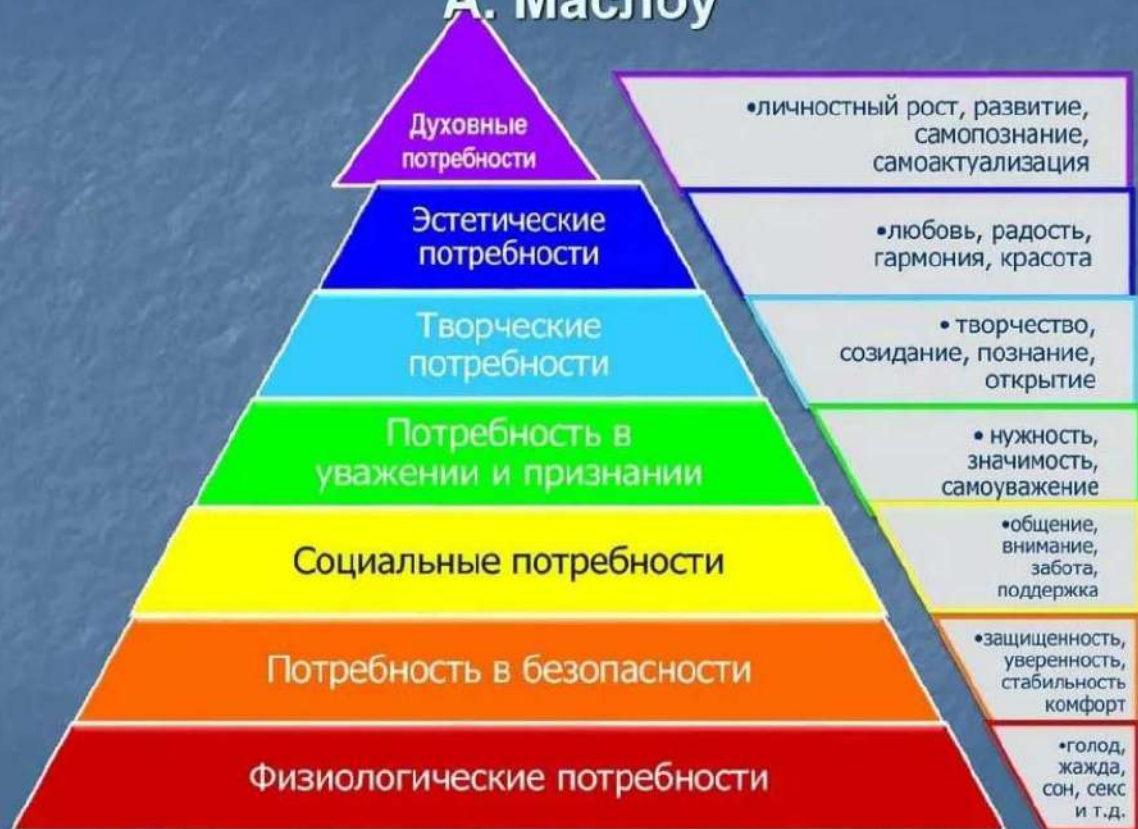 А. Маслоу
Духовные
потребности
•личностный рост, развитие,
самопознание,
самоактуализация
Эстетические
потребности
•любовь, радость,
гармония, красота
Творческие
потребности
• творчество,
созидание, познание,
открытие
Потребность в
уважении и признании
• нужность,
значимость,
самоуважение
Социальные потребности
•общение,
внимание,
забота,
поддержка
Потребность в безопасности
•защищенность,
уверенность,
стабильность
комфорт
Физиологические потребности
•голод,
жажда,
сон, секс
и т.д.